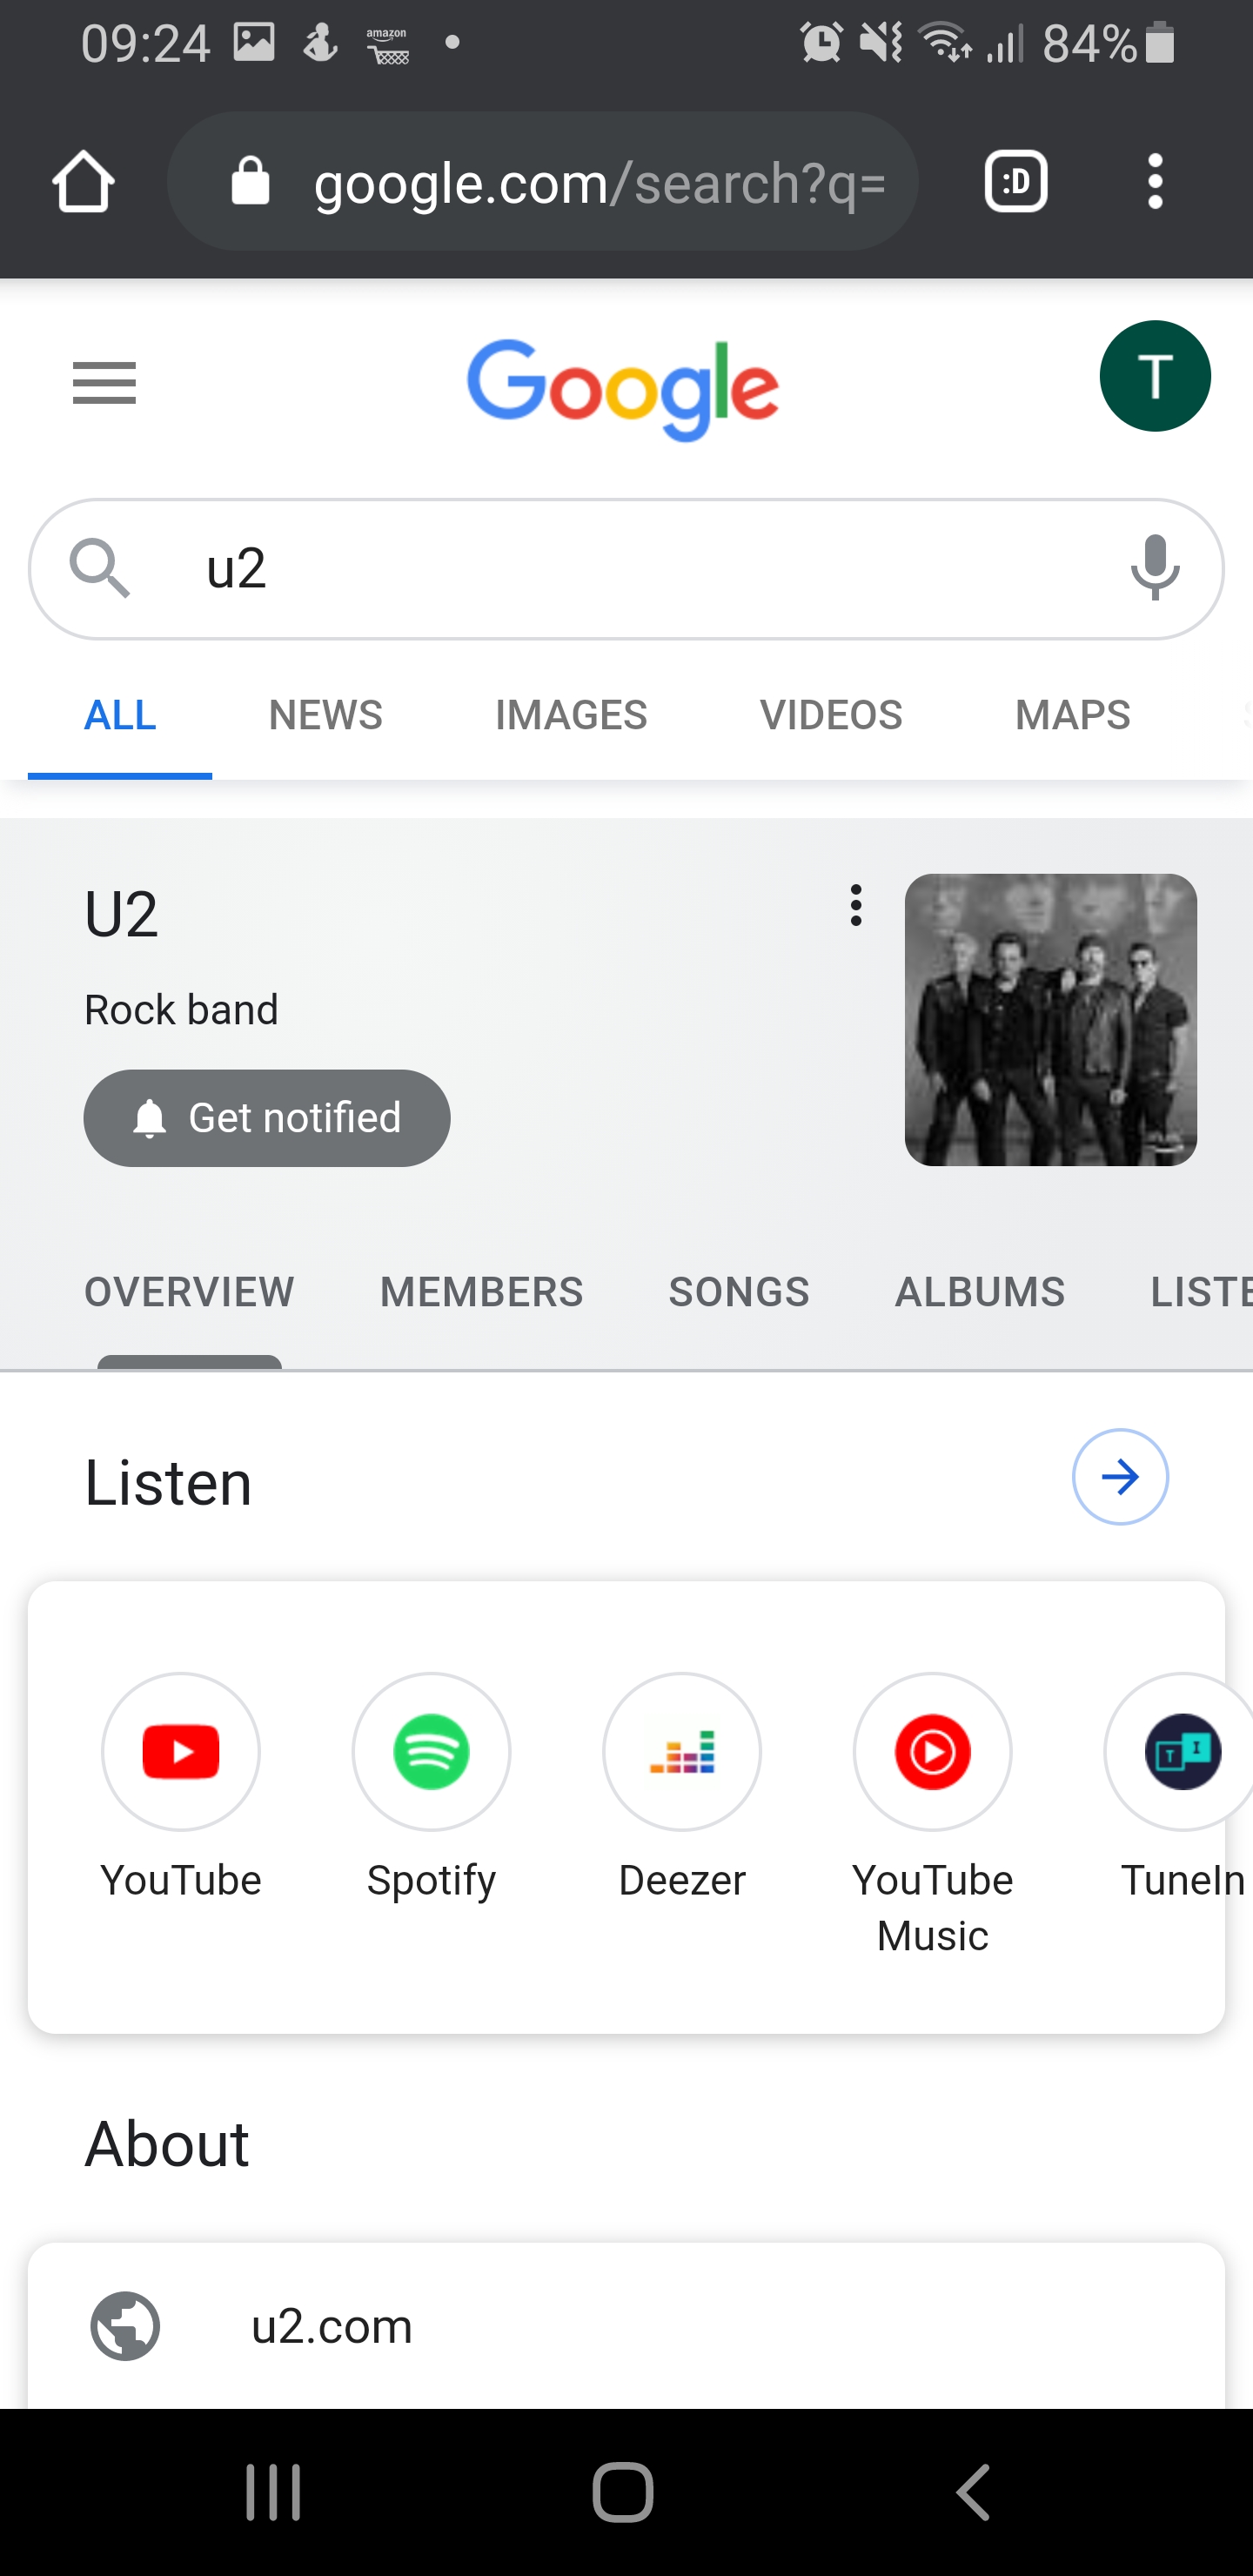 09:24 amazon 84%
google.com/search?q=
:D
Google
T
u2
ALL NEWS IMAGES VIDEOS MAPS
U2
Rock band
Get notified
OVERVIEW MEMBERS SONGS ALBUMS LISTE
Listen
T I
YouTube Spotify Deezer YouTube Music TuneIn
About
u2.com